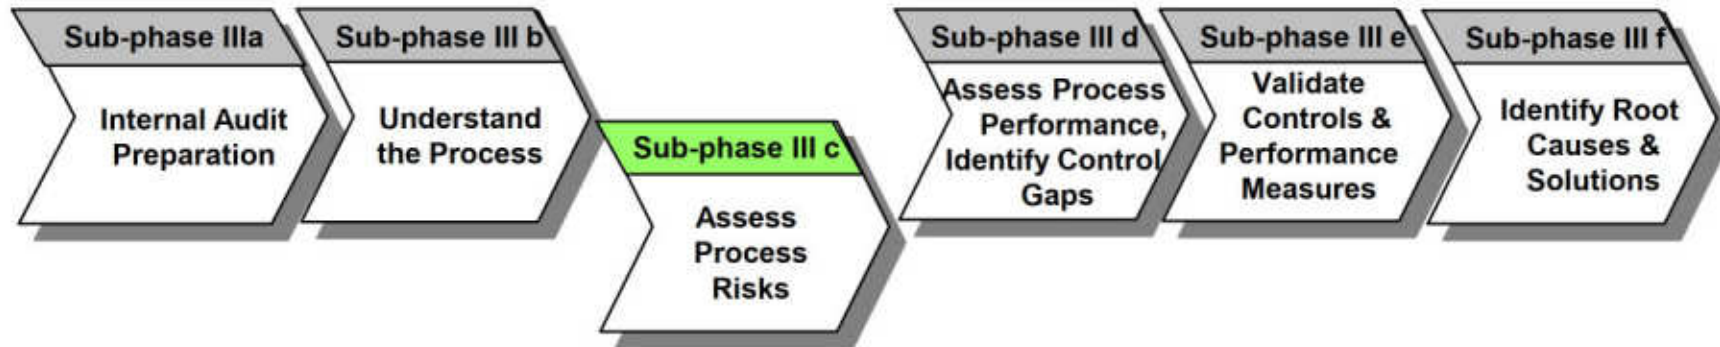 Sub-phase IIIa
Internal Audit
Preparation
Sub-phase III b
Understand
the Process
Sub-phase III c
Assess
Process
Risks
Sub-phase III d
Assess Process
Performance,
Identify Control
Gaps
Sub-phase III e
Validate
Controls &
Performance
Measures
Sub-phase III f
Identify Root
Causes &
Solutions